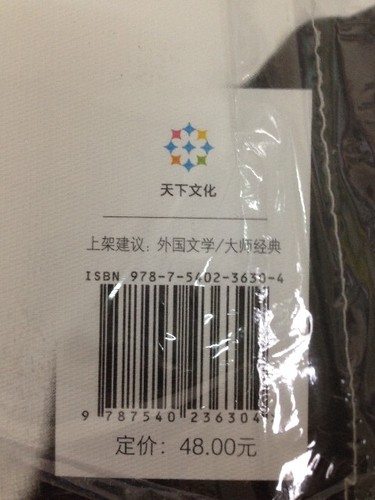 天下文化
上架建议：外国文学/大师经典
ISBN 978-7-5402-3630-4
9 787540 236304
定价：48.00元